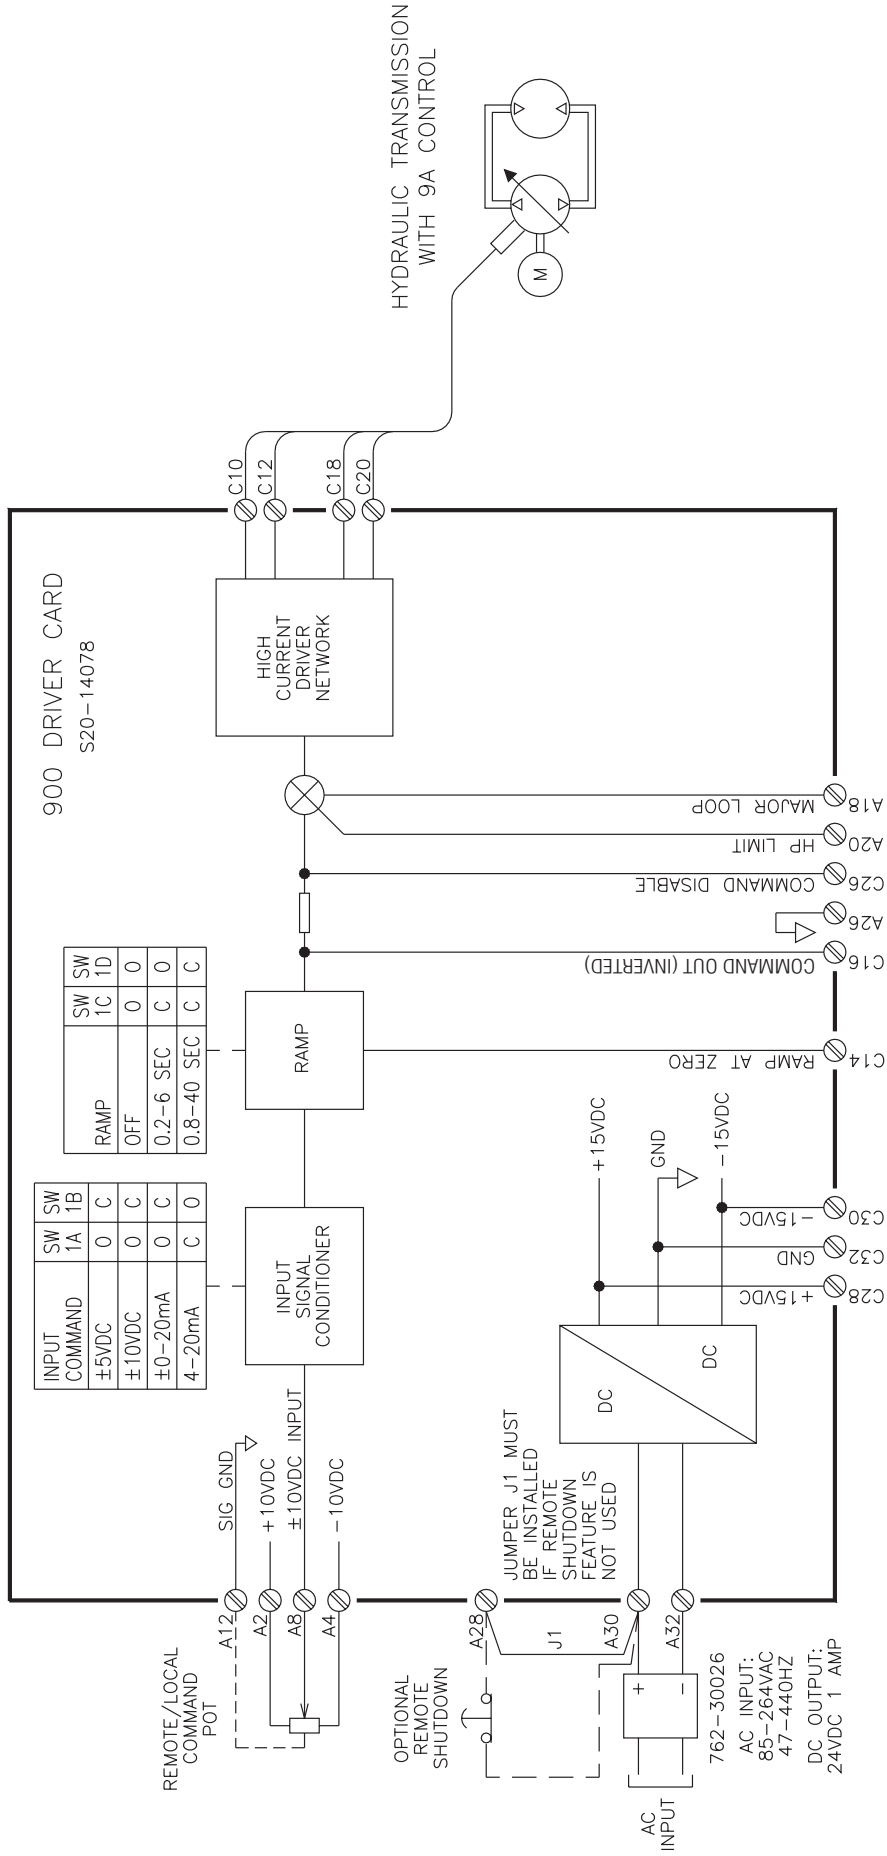 900 DRIVER CARD
S20-14078
INPUT
COMMAND
SW
1A
SW
1B
±5VDC O C
±10VDC O C
±0-20mA O C
4-20mA C O
RAMP
SW
1C
SW
1D
OFF O O
0.2-6 SEC C O
0.8-40 SEC C C
REMOTE/LOCAL
COMMAND
POT
A12
A2
A8
A4
SIG GND
+10VDC
±10VDC INPUT
-10VDC
INPUT
SIGNAL
CONDITIONER
RAMP
HIGH
CURRENT
DRIVER
NETWORK
C10
C12
C18
C20
HYDRAULIC TRANSMISSION
WITH 9A CONTROL
M
OPTIONAL
REMOTE
SHUTDOWN
A28
J1
A30
A32
JUMPER J1 MUST
BE INSTALLED
IF REMOTE
SHUTDOWN
FEATURE IS
NOT USED
DC
DC
+15VDC
GND
-15VDC
+15VDC
GND
-15VDC
C28
C32
C30
RAMP AT ZERO
C14
COMMAND OUT (INVERTED)
C16
A26
COMMAND DISABLE
C26
HP LIMIT
A20
MAJOR LOOP
A18
AC
INPUT
+
-
762-30026
AC INPUT:
85-264VAC
47-440HZ
DC OUTPUT:
24VDC 1 AMP